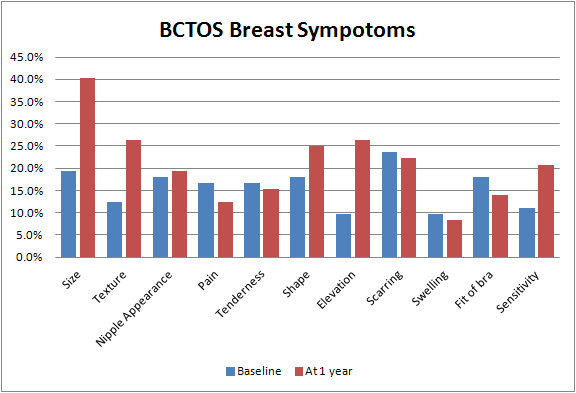 BCTOS Breast Sympotoms
45.0%
40.0%
35.0%
30.0%
25.0%
20.0%
15.0%
10.0%
5.0%
0.0%
Size
Texture
Nipple Appearance
Pain
Tenderness
Shape
Elevation
Scarring
Swelling
Fit of bra
Sensitivity
Baseline
At 1 year